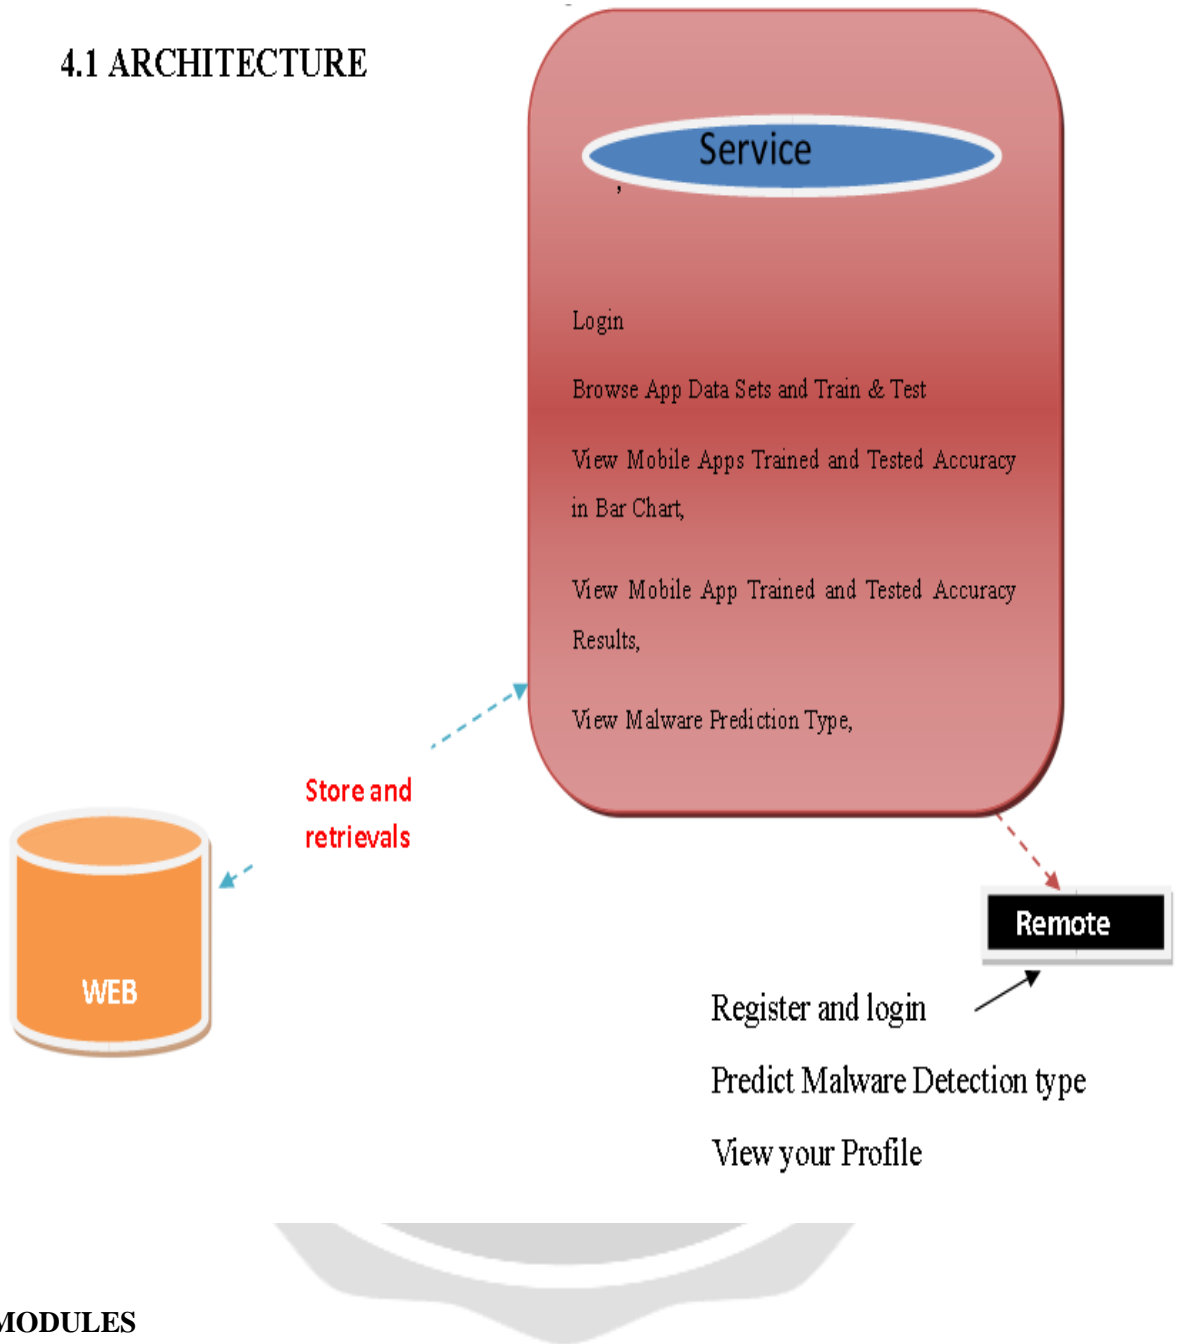 4.1 ARCHITECTURE
Service
,
Login
Browse App Data Sets and Train & Test
View Mobile Apps Trained and Tested Accuracy
in Bar Chart,
View Mobile App Trained and Tested Accuracy
Results,
View Malware Prediction Type,
Store and
retrievals
WEB
Remote
Register and login
Predict Malware Detection type
View your Profile
MODULES